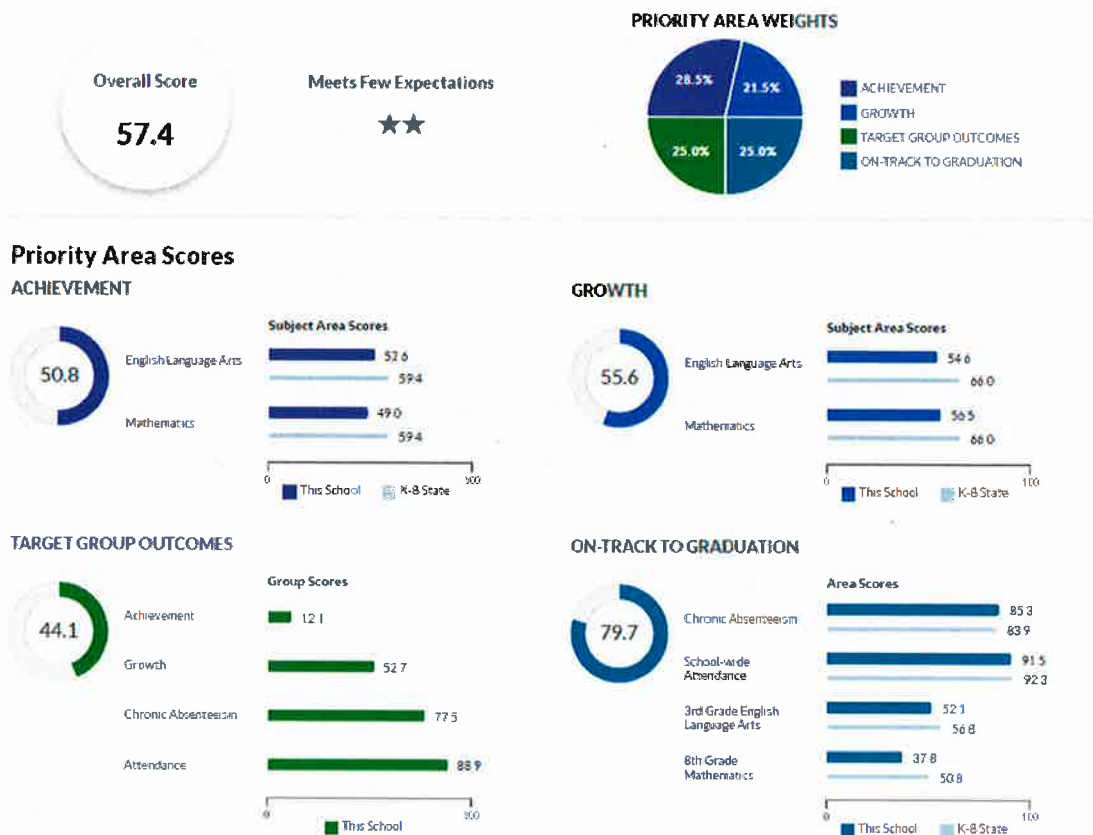 PRIORITY AREA WEIGHTS
Overall Score
57.4
Meets Few Expectations
★★
28.5%
21.5%
25.0%
25.0%
ACHIEVEMENT
GROWTH
TARGET GROUP OUTCOMES
ON-TRACK TO GRADUATION
Priority Area Scores
ACHIEVEMENT
50.8
Subject Area Scores
English Language Arts
52.6
59.4
Mathematics
49.0
59.4
0
100
This School
K-8 State
GROWTH
55.6
Subject Area Scores
English Language Arts
54.6
66.0
Mathematics
56.5
66.0
0
100
This School
K-8 State
TARGET GROUP OUTCOMES
44.1
Group Scores
Achievement
12.1
Growth
52.7
Chronic Absenteeism
77.5
Attendance
88.9
0
100
This School
ON-TRACK TO GRADUATION
79.7
Area Scores
Chronic Absenteeism
85.3
83.9
School-wide
Attendance
91.5
92.3
3rd Grade English
Language Arts
52.1
56.8
8th Grade
Mathematics
37.8
50.8
0
100
This School
K-8 State